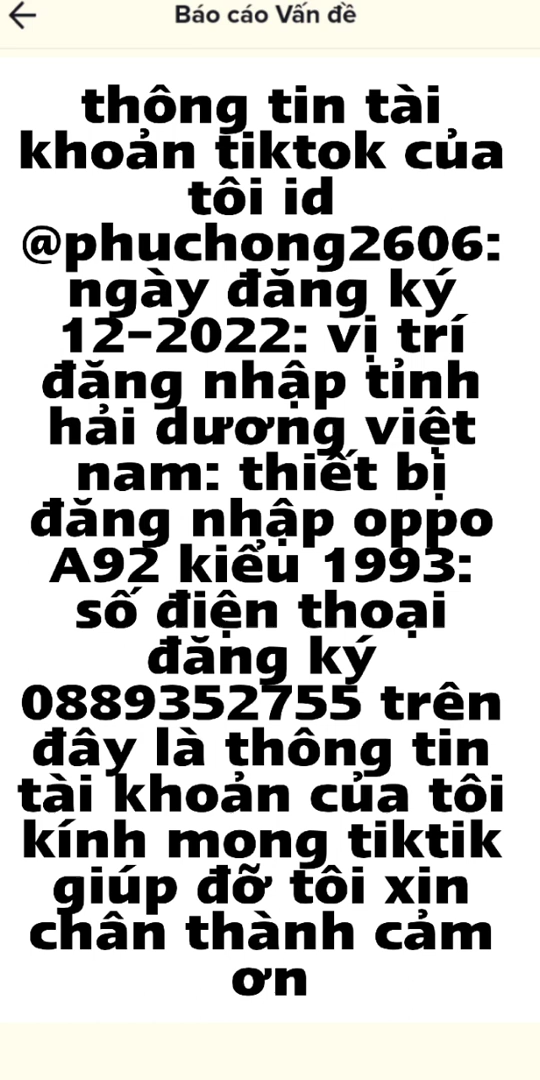 Báo cáo Vấn đề
thông tin tài
khoản tiktok của
tôi id
@phuchong2606:
ngày đăng ký
12-2022: vị trí
đăng nhập tỉnh
hải dương việt
nam: thiết bị
đăng nhập oppo
A92 kiểu 1993:
số điện thoại
đăng ký
0889352755 trên
đây là thông tin
tài khoản của tôi
kính mong tiktik
giúp đỡ tôi xin
chân thành cảm
ơn